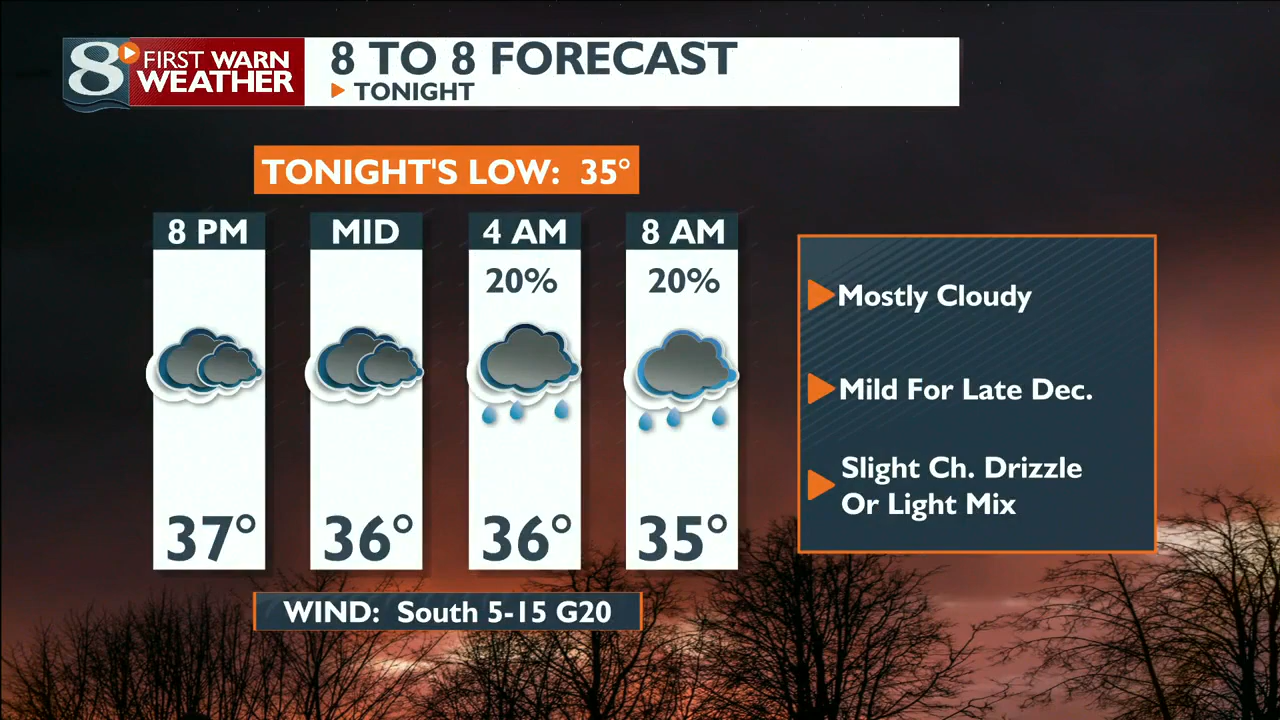 8 FIRST WARN
WEATHER
8 TO 8 FORECAST
TONIGHT
TONIGHT'S LOW: 35°
8 PM
MID
4 AM
8 AM
20%
20%
37°
36°
36°
35°
WIND: South 5-15 G20
Mostly Cloudy
Mild For Late Dec.
Slight Ch. Drizzle
Or Light Mix